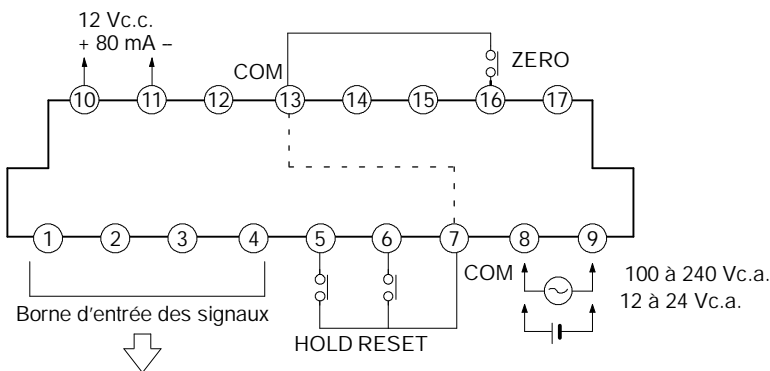 12 Vc.c.
+ 80 mA –
COM
ZERO
10 11 12 13 14 15 16 17
1 2 3 4 5 6 7 8 9
COM
100 à 240 Vc.a.
12 à 24 Vc.a.
Borne d'entrée des signaux
HOLD RESET